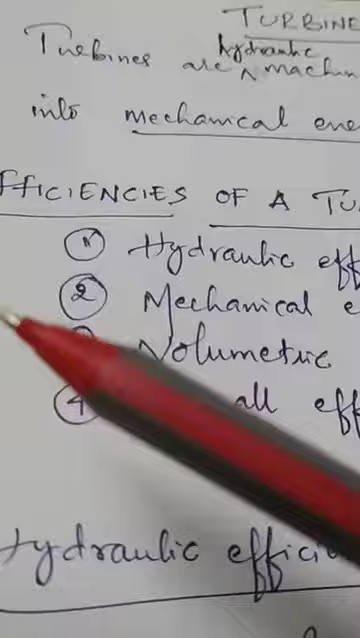 TURBINE
hydraulic
Turbines are ^ machin
into mechanical ene
FFICIENCIES OF A TU
1 Hydraulic eff
2 Mechanical e
Volumetric
4 all eff
Hydraulic effici